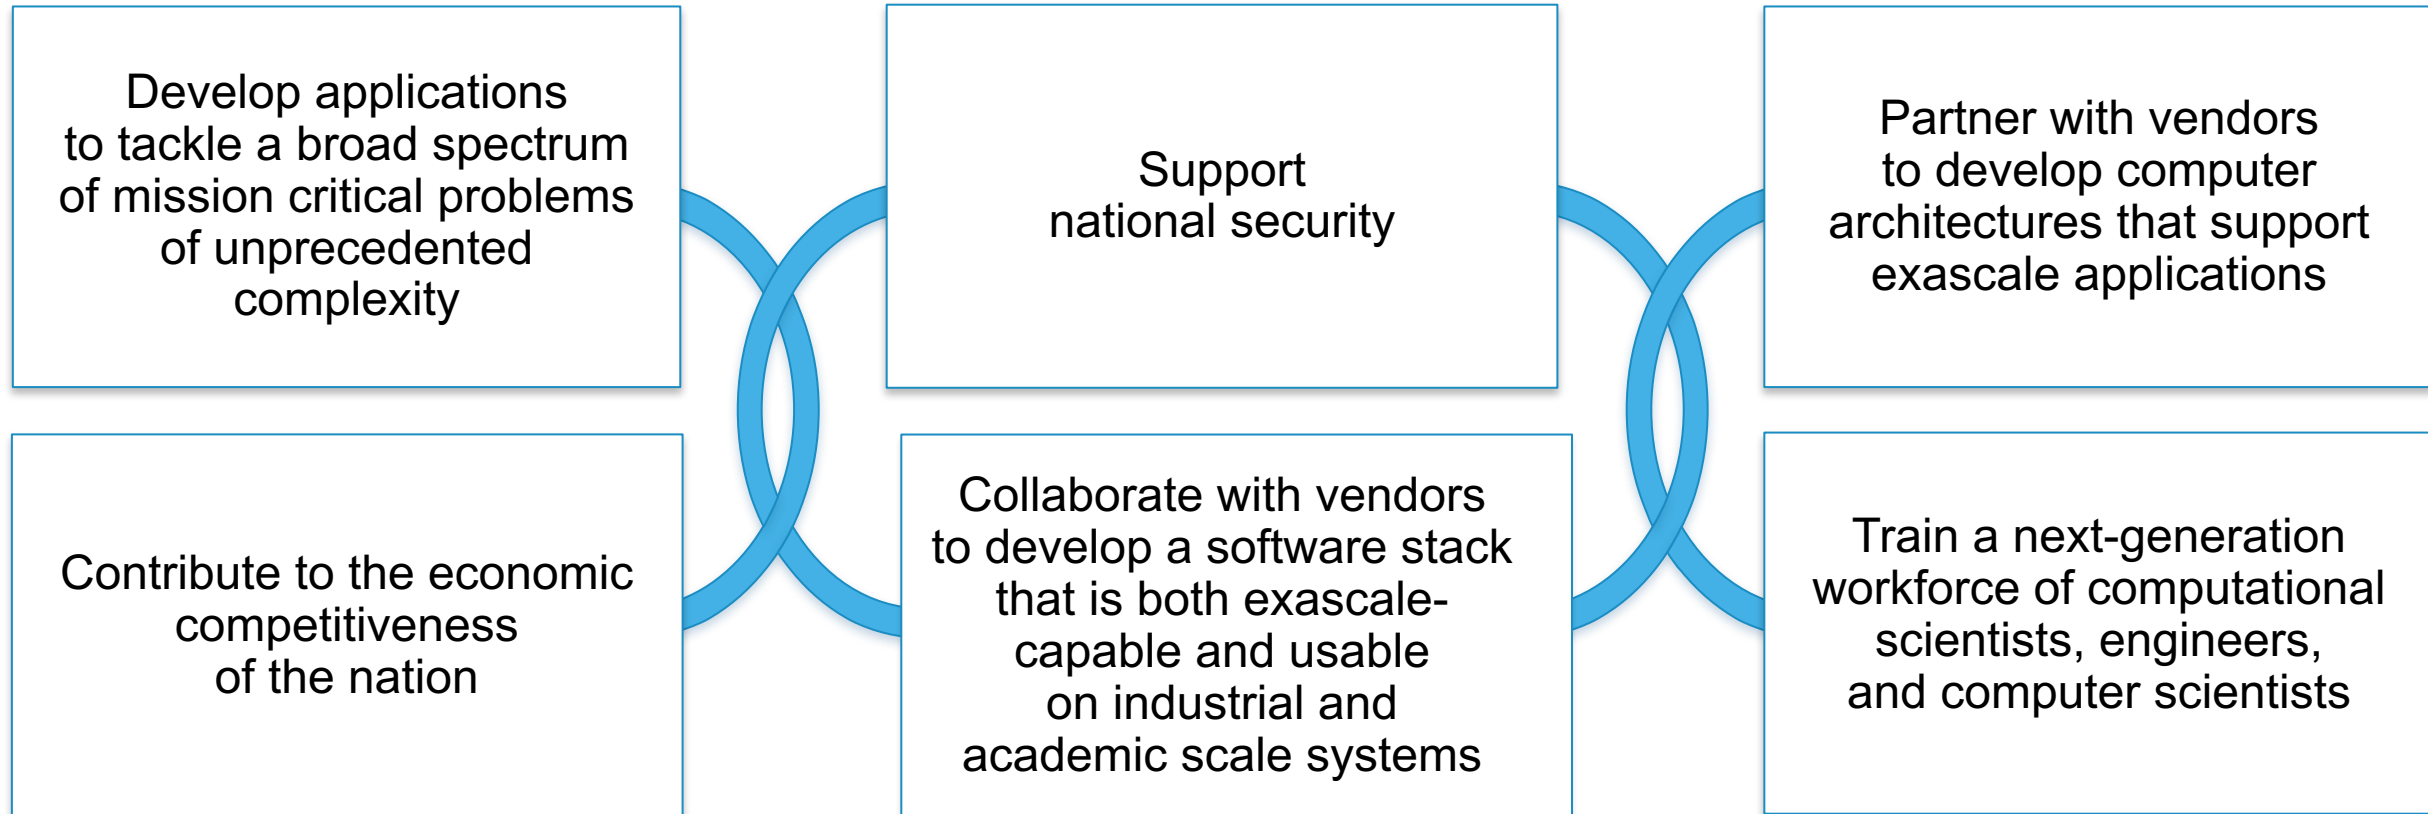 Develop applications
to tackle a broad spectrum
of mission critical problems
of unprecedented
complexity
Support
national security
Partner with vendors
to develop computer
architectures that support
exascale applications
Contribute to the economic
competitiveness
of the nation
Collaborate with vendors
to develop a software stack
that is both exascale-
capable and usable
on industrial and
academic scale systems
Train a next-generation
workforce of computational
scientists, engineers,
and computer scientists